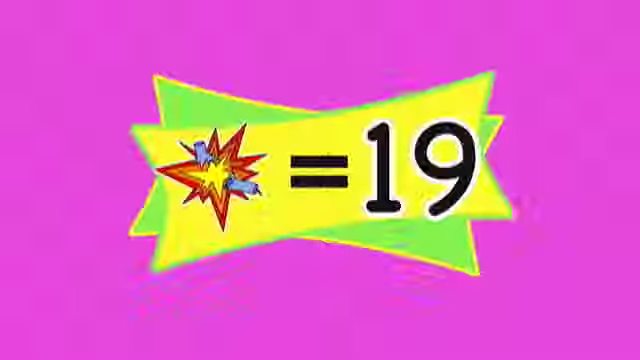 = 19